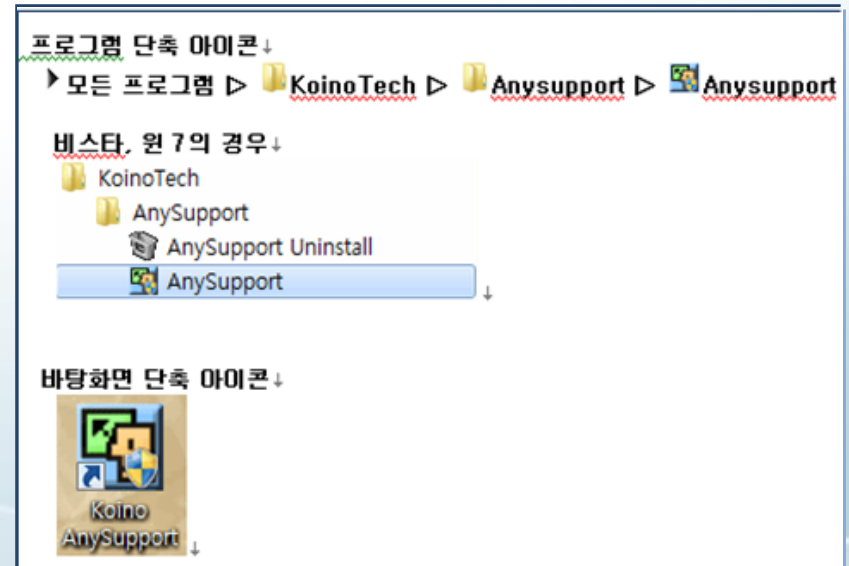 프로그램 단축 아이콘↓
모든 프로그램 ▷ KoinoTech ▷ Anysupport ▷ Anysupport
비스타, 윈 7의 경우↓
KoinoTech
AnySupport
AnySupport Uninstall
AnySupport
↓
바탕화면 단축 아이콘↓
Koino
AnySupport ↓